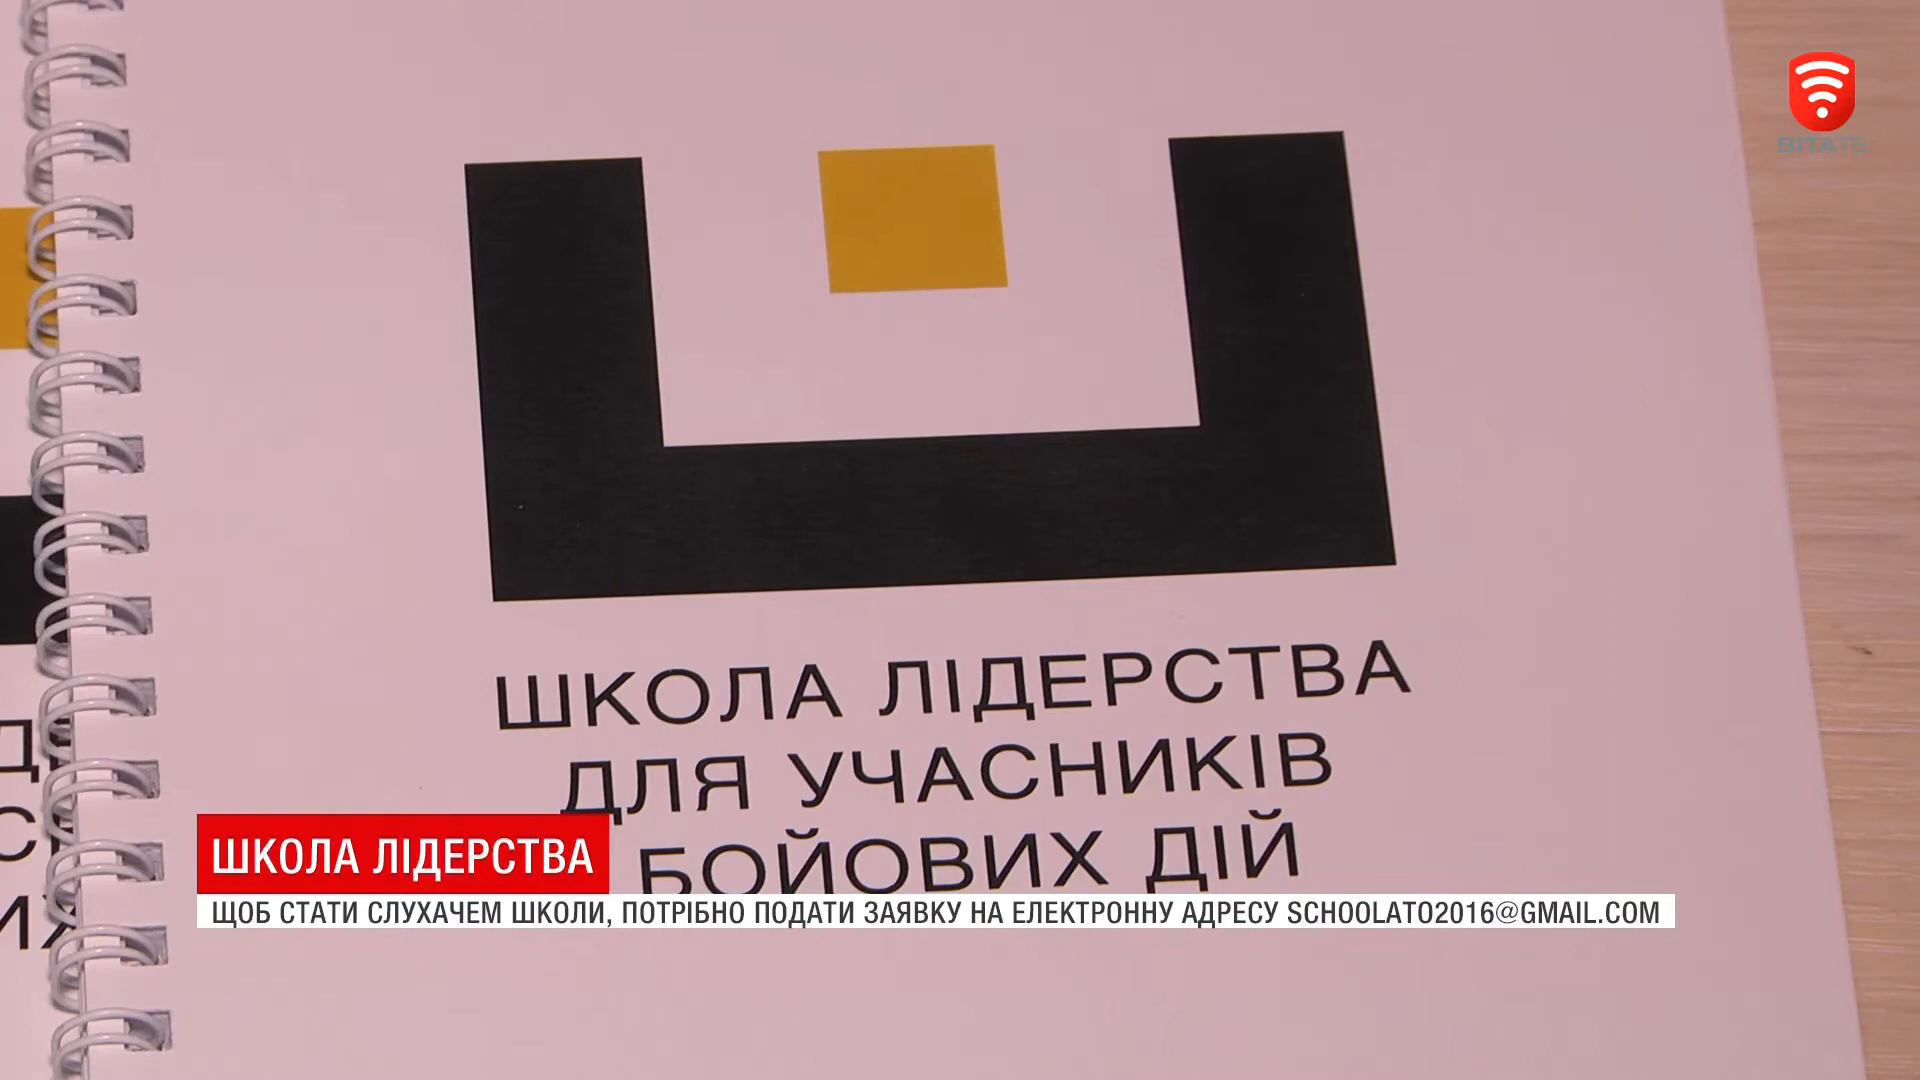 ВІТАТВ
ШКОЛА ЛІДЕРСТВА
ДЛЯ УЧАСНИКІВ
БОЙОВИХ ДІЙ
ШКОЛА ЛІДЕРСТВА
ЩОБ СТАТИ СЛУХАЧЕМ ШКОЛИ, ПОТРІБНО ПОДАТИ ЗАЯВКУ НА ЕЛЕКТРОННУ АДРЕСУ SCHOOLATO2016@GMAIL.COM